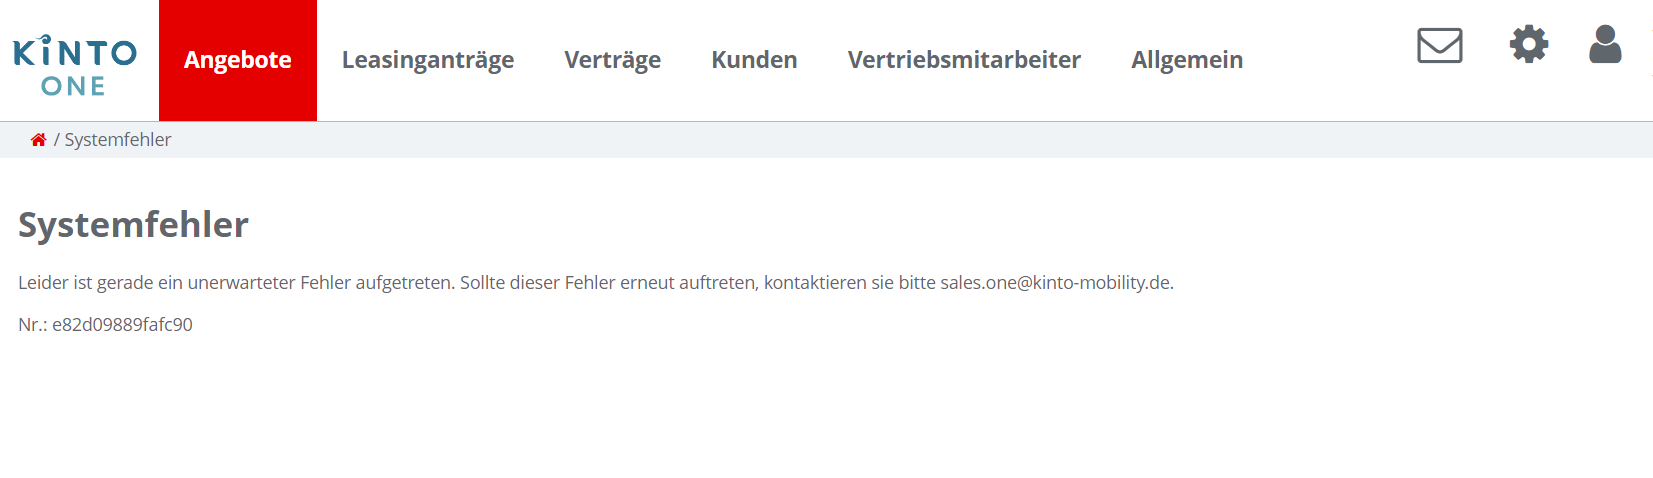 KINTO
ONE
Angebote
Leasinganträge
Verträge
Kunden
Vertriebsmitarbeiter
Allgemein
/ Systemfehler
Systemfehler
Leider ist gerade ein unerwarteter Fehler aufgetreten. Sollte dieser Fehler erneut auftreten, kontaktieren sie bitte sales.one@kinto-mobility.de.
Nr.: e82d09889fafc90